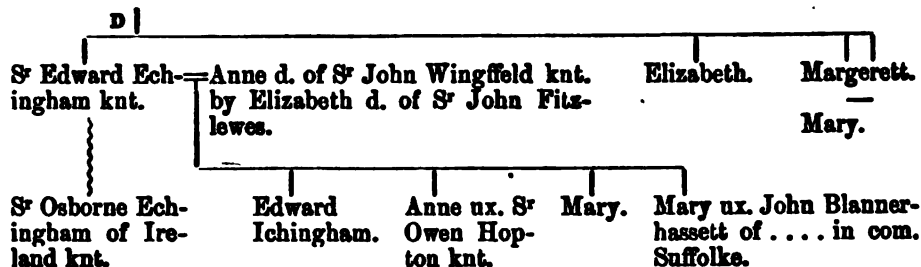 D
Sr Edward Ech-
ingham knt.
Anne d. of Sr John Wingffeld knt.
by Elizabeth d. of Sr John Fitz-
lewes.
Elizabeth.
Margerett.
Mary.
Sr Osborne Ech-
ingham of Ire-
land knt.
Edward
Ichingham.
Anne ux. Sr
Owen Hop-
ton knt.
Mary.
Mary ux. John Blanner-
hassett of .... in com.
Suffolke.